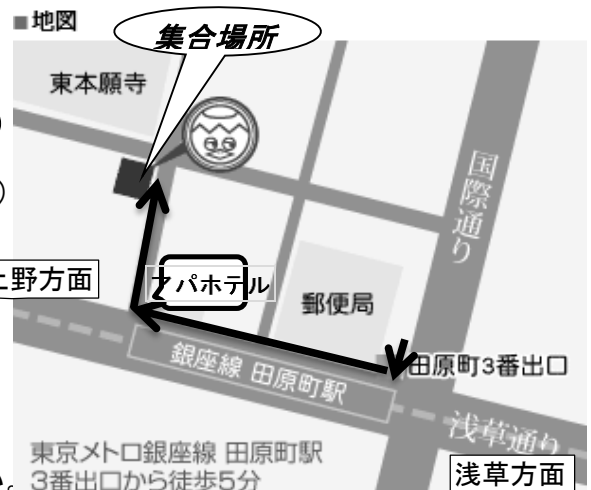 ■地図
集合場所
東本願寺
国際通り
上野方面
アパホテル
郵便局
田原町3番出口
銀座線 田原町駅
浅草通り
東京メトロ銀座線 田原町駅
3番出口から徒歩5分
浅草方面